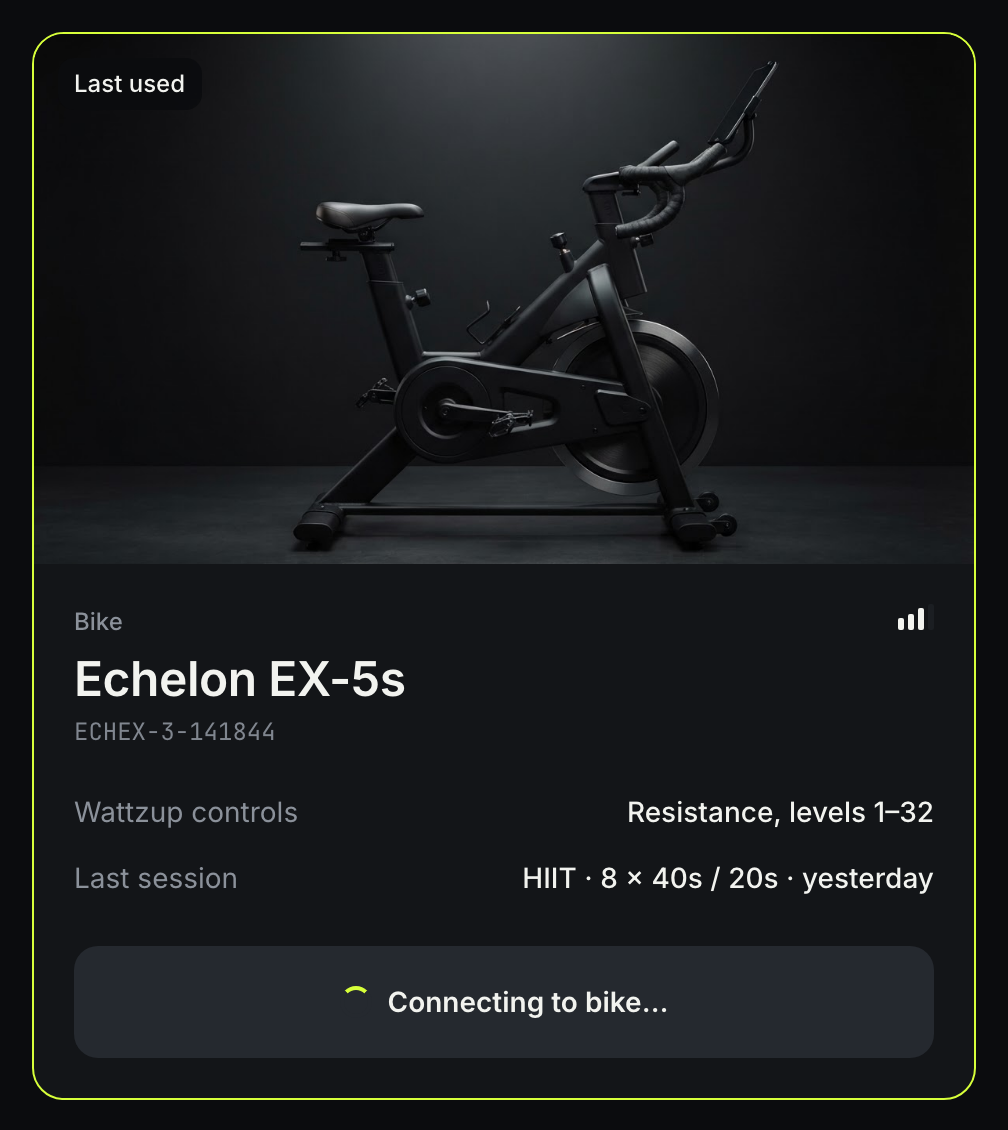 Last used
Bike
Echelon EX-5s
ECHEX-3-141844
Wattzup controls Resistance, levels 1–32
Last session HIIT · 8 × 40s / 20s · yesterday
Connecting to bike…